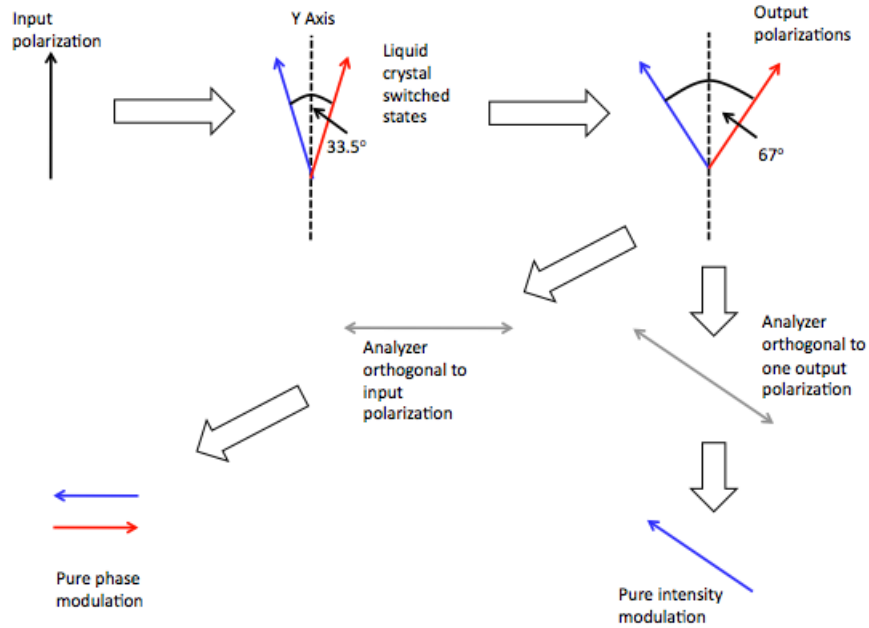 Input
polarization
Y Axis
Liquid
crystal
switched
states
33.5°
Output
polarizations
67°
Analyzer
orthogonal to
input
polarization
Analyzer
orthogonal to
one output
polarization
Pure phase
modulation
Pure intensity
modulation